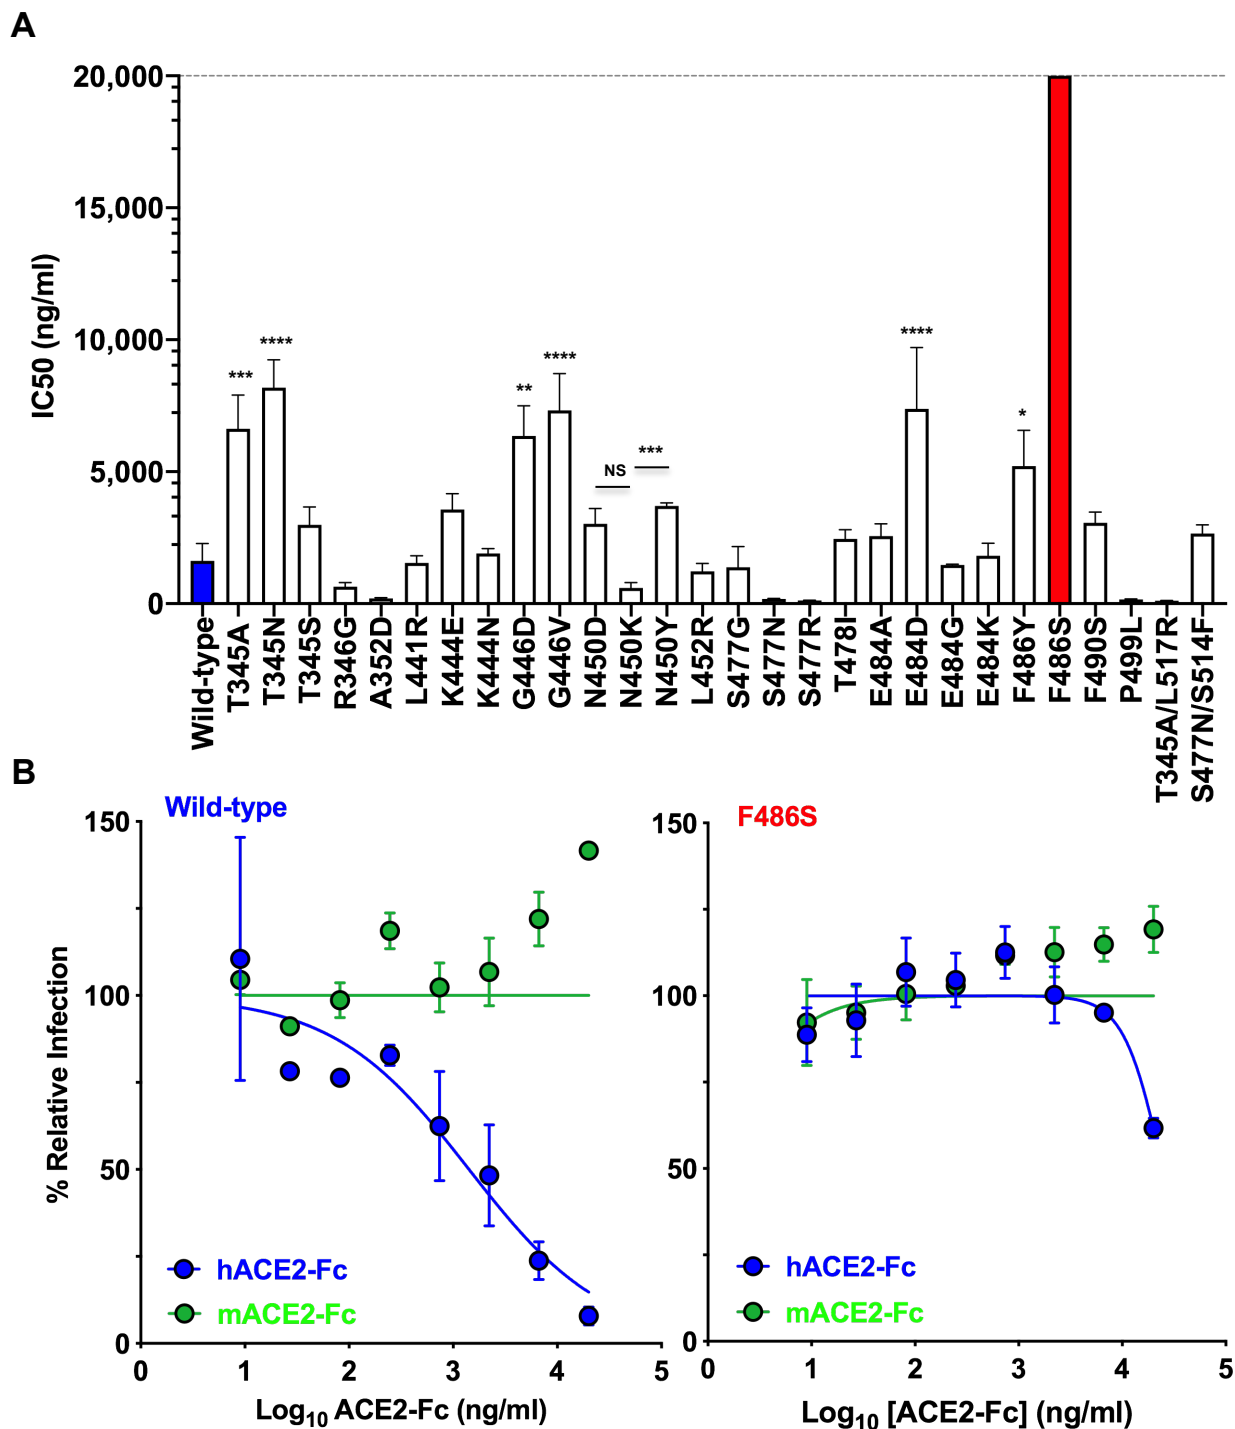 A
20,000
15,000
10,000
5,000
0
IC50 (ng/ml)
***
****
**
****
NS
***
****
*
Wild-type
T345A
T345N
T345S
R346G
A352D
L441R
K444E
K444N
G446D
G446V
N450D
N450K
N450Y
L452R
S477G
S477N
S477R
T478I
E484A
E484D
E484G
E484K
F486Y
F486S
F490S
P499L
T345A/L517R
S477N/S514F
B
Wild-type
150
100
50
0
% Relative Infection
hACE2-Fc
mACE2-Fc
0 1 2 3 4 5
Log10 ACE2-Fc (ng/ml)
F486S
150
100
50
0
hACE2-Fc
mACE2-Fc
0 1 2 3 4 5
Log10 [ACE2-Fc] (ng/ml)